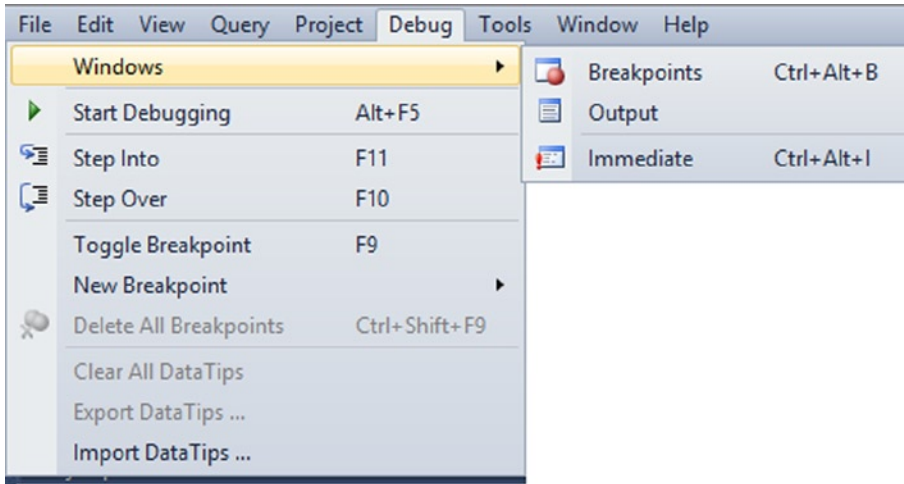 File Edit View Query Project Debug Tools Window Help
Windows
Start Debugging Alt+F5
Step Into F11
Step Over F10
Toggle Breakpoint F9
New Breakpoint
Delete All Breakpoints Ctrl+Shift+F9
Clear All DataTips
Export DataTips ...
Import DataTips ...
Breakpoints Ctrl+Alt+B
Output
Immediate Ctrl+Alt+I